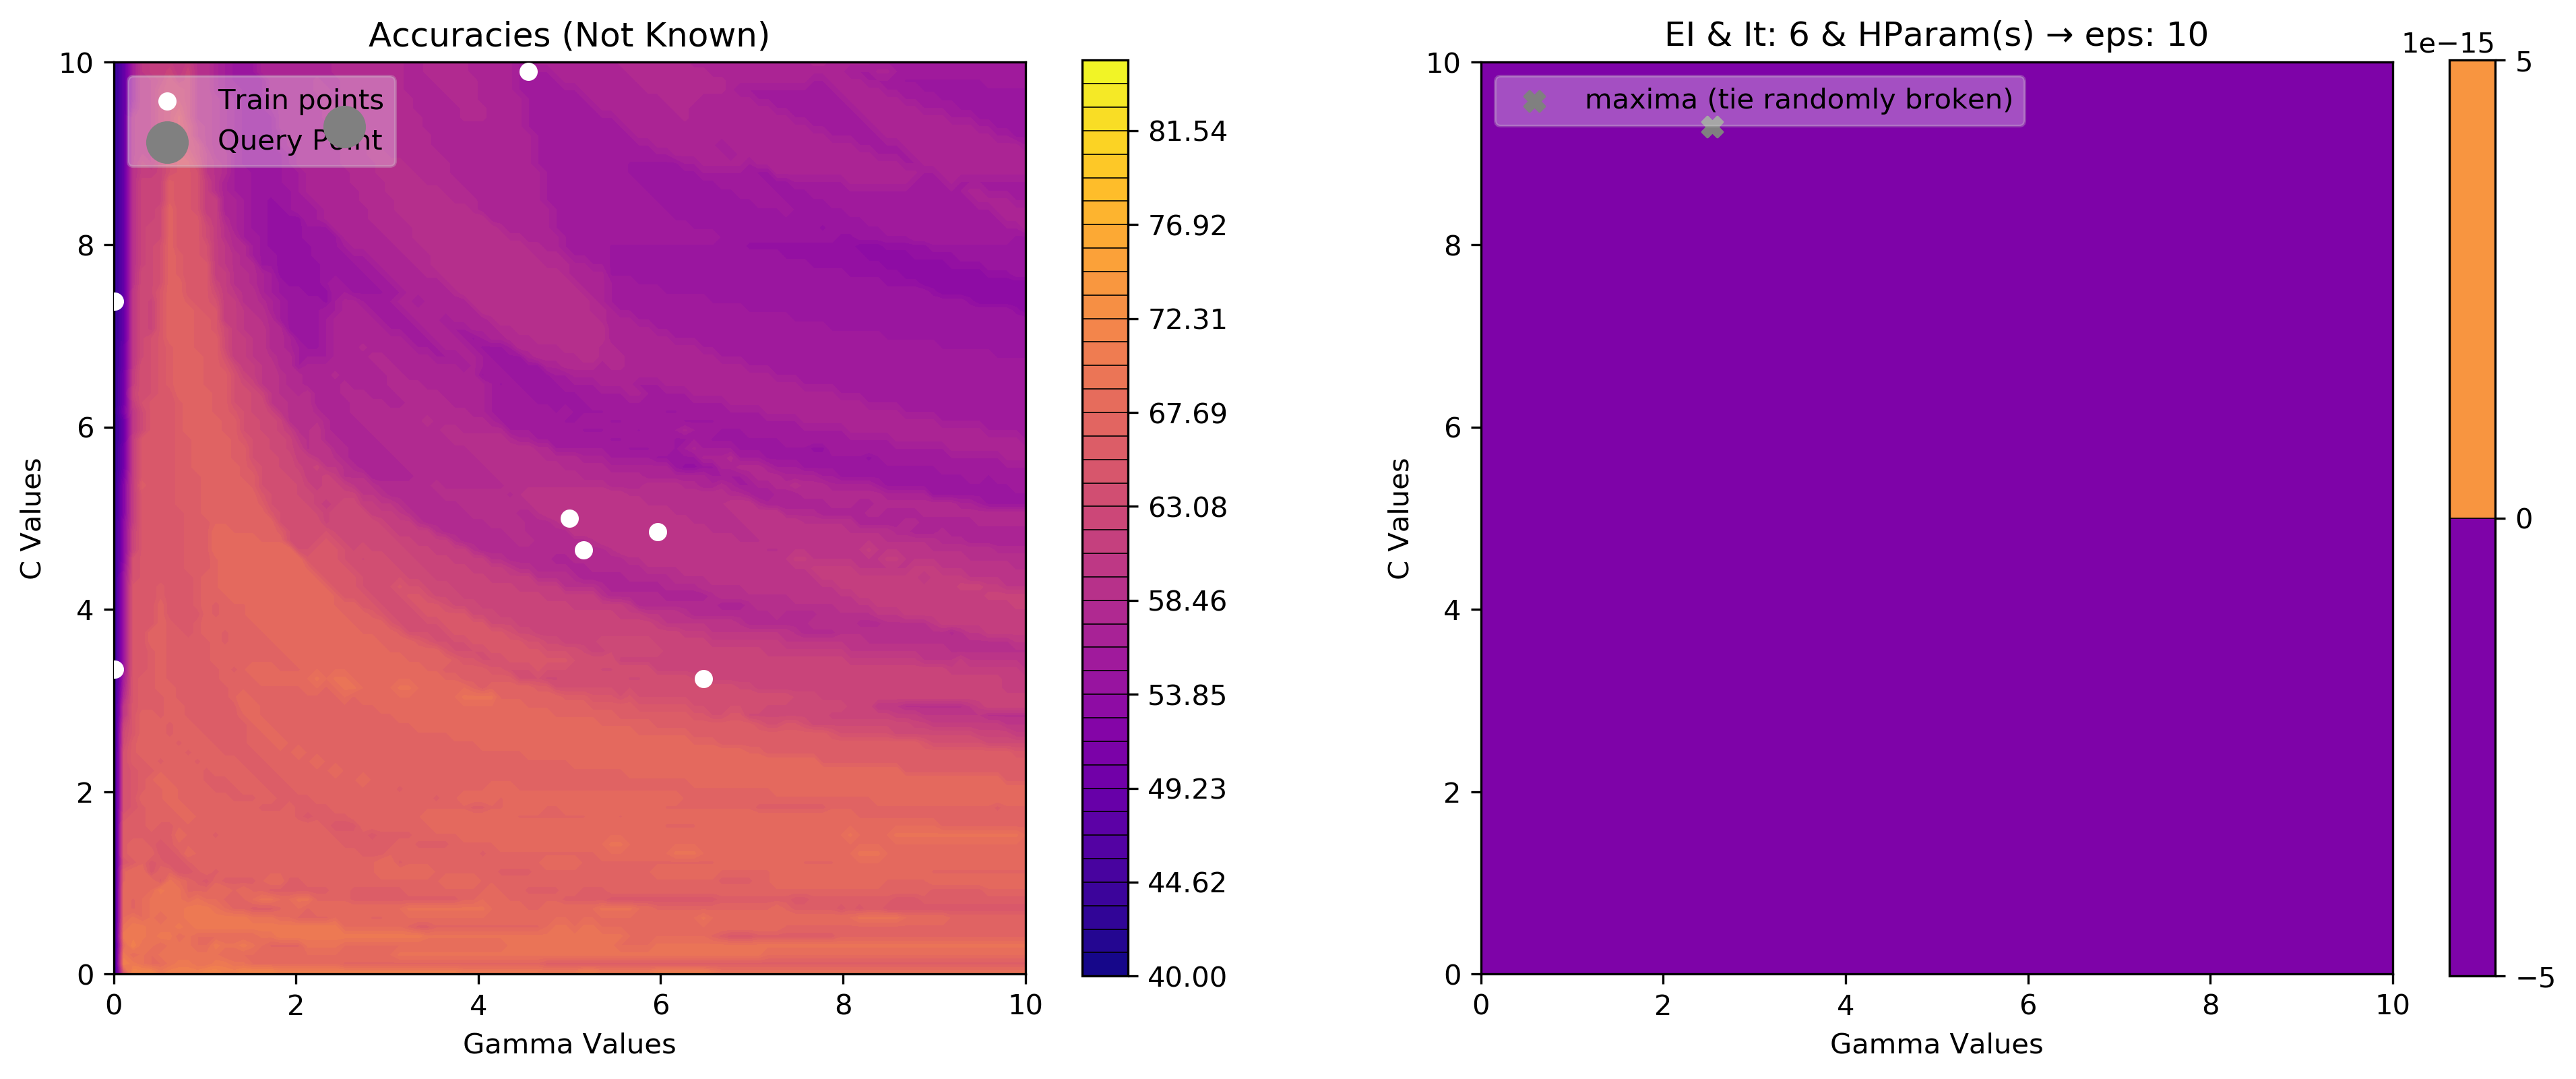 Accuracies (Not Known)
Train points
Query Point
10
8
6
4
2
0
C Values
0 2 4 6 8 10
Gamma Values
81.54
76.92
72.31
67.69
63.08
58.46
53.85
49.23
44.62
40.00
EI & It: 6 & HParam(s) → eps: 10
maxima (tie randomly broken)
10
8
6
4
2
0
C Values
0 2 4 6 8 10
Gamma Values
1e−15
5
0
−5